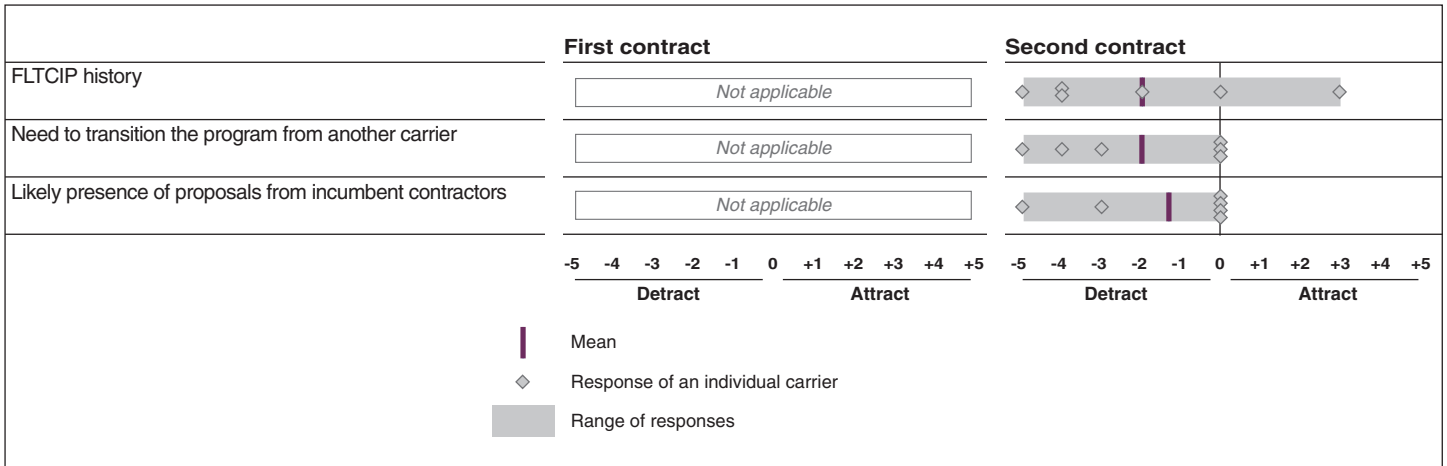 First contract Second contract
FLTCIP history
Not applicable
Need to transition the program from another carrier
Not applicable
Likely presence of proposals from incumbent contractors
Not applicable
-5 -4 -3 -2 -1 0 +1 +2 +3 +4 +5 -5 -4 -3 -2 -1 0 +1 +2 +3 +4 +5
Detract Attract Detract Attract
Mean
Response of an individual carrier
Range of responses